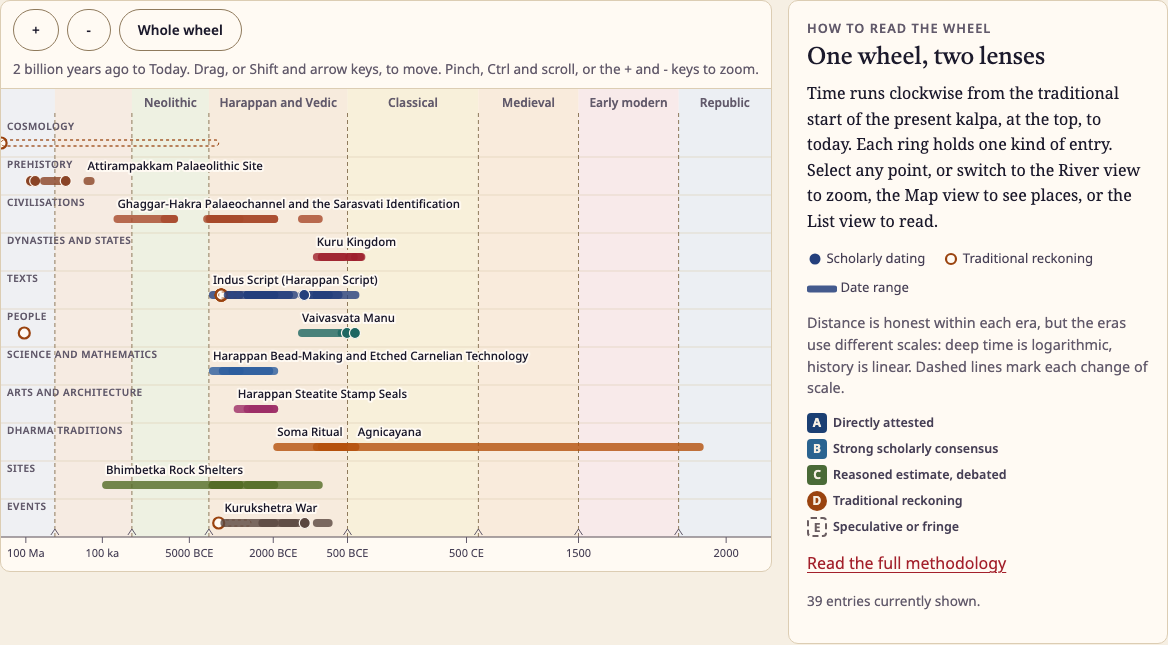 +
-
Whole wheel
2 billion years ago to Today. Drag, or Shift and arrow keys, to move. Pinch, Ctrl and scroll, or the + and - keys to zoom.
Neolithic Harappan and Vedic Classical Medieval Early modern Republic
COSMOLOGY
PREHISTORY Attirampakkam Palaeolithic Site
CIVILISATIONS Ghaggar-Hakra Palaeochannel and the Sarasvati Identification
DYNASTIES AND STATES Kuru Kingdom
TEXTS Indus Script (Harappan Script)
PEOPLE Vaivasvata Manu
SCIENCE AND MATHEMATICS Harappan Bead-Making and Etched Carnelian Technology
ARTS AND ARCHITECTURE Harappan Steatite Stamp Seals
DHARMA TRADITIONS Soma Ritual Agnicayana
SITES Bhimbetka Rock Shelters
EVENTS Kurukshetra War
100 Ma 100 ka 5000 BCE 2000 BCE 500 BCE 500 CE 1500 2000
HOW TO READ THE WHEEL
One wheel, two lenses
Time runs clockwise from the traditional
start of the present kalpa, at the top, to
today. Each ring holds one kind of entry.
Select any point, or switch to the River view
to zoom, the Map view to see places, or the
List view to read.
Scholarly dating Traditional reckoning
Date range
Distance is honest within each era, but the eras
use different scales: deep time is logarithmic,
history is linear. Dashed lines mark each change of
scale.
A Directly attested
B Strong scholarly consensus
C Reasoned estimate, debated
D Traditional reckoning
E Speculative or fringe
Read the full methodology
39 entries currently shown.